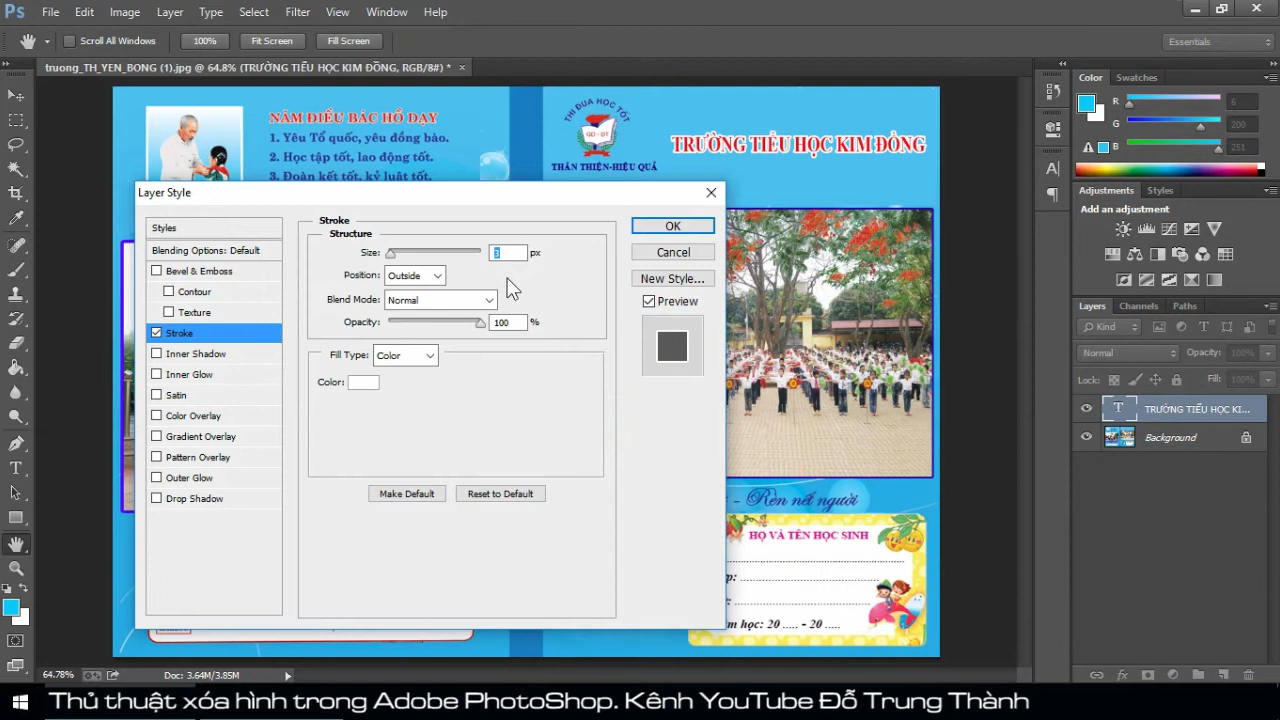 Ps File Edit Image Layer Type Select Filter View Window Help
Scroll All Windows 100% Fit Screen Fill Screen Essentials
truong_TH_YEN_BONG (1).jpg @ 64.8% (TRƯỜNG TIỂU HỌC KIM ĐỒNG, RGB/8#) *
NĂM ĐIỀU BÁC HỒ DẠY
1. Yêu Tổ quốc, yêu đồng bào.
2. Học tập tốt, lao động tốt.
3. Đoàn kết tốt, kỷ luật tốt.
THI ĐUA HỌC TỐT
GD - ĐT
THÂN THIỆN-HIỆU QUẢ
TRƯỜNG TIỂU HỌC KIM ĐỒNG
Layer Style
Styles
Blending Options: Default
Bevel & Emboss
Contour
Texture
Stroke
Inner Shadow
Inner Glow
Satin
Color Overlay
Gradient Overlay
Pattern Overlay
Outer Glow
Drop Shadow
Stroke
Structure
Size: 3 px
Position: Outside
Blend Mode: Normal
Opacity: 100 %
Fill Type: Color
Color:
Make Default Reset to Default
OK
Cancel
New Style...
Preview
- Rèn nết người
HỌ VÀ TÊN HỌC SINH
học: 20 ..... - 20 .....
Color Swatches
R 6
G 200
B 251
Adjustments Styles
Add an adjustment
Layers Channels Paths
Kind
Normal Opacity: 100%
Lock: Fill: 100%
TRƯỜNG TIỂU HỌC KI...
Background
64.78% Doc: 3.64M/3.85M
Thủ thuật xóa hình trong Adobe PhotoShop. Kênh YouTube Đỗ Trung Thành